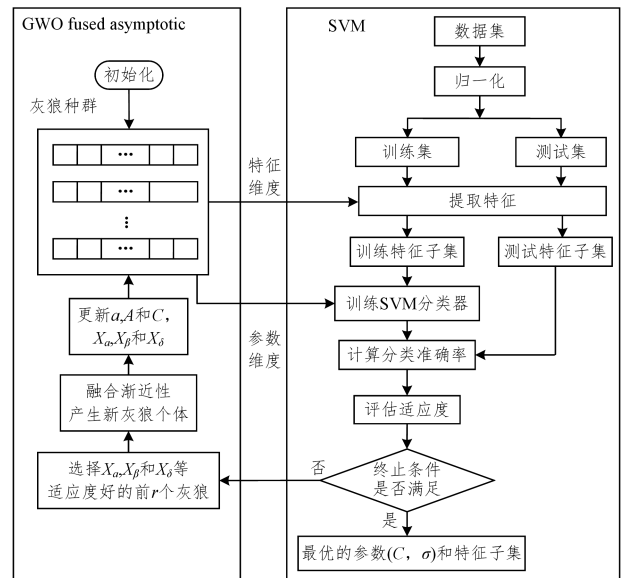 GWO fused asymptotic
初始化
灰狼种群
...
...
⋮
...
更新a,A和C，
Xa,Xβ和Xδ
融合渐近性
产生新灰狼个体
选择Xa,Xβ和Xδ等
适应度好的前r个灰狼
特征
维度
参数
维度
否
SVM
数据集
归一化
训练集
测试集
提取特征
训练特征子集
测试特征子集
训练SVM分类器
计算分类准确率
评估适应度
终止条件
是否满足
是
最优的参数(C，σ)和特征子集